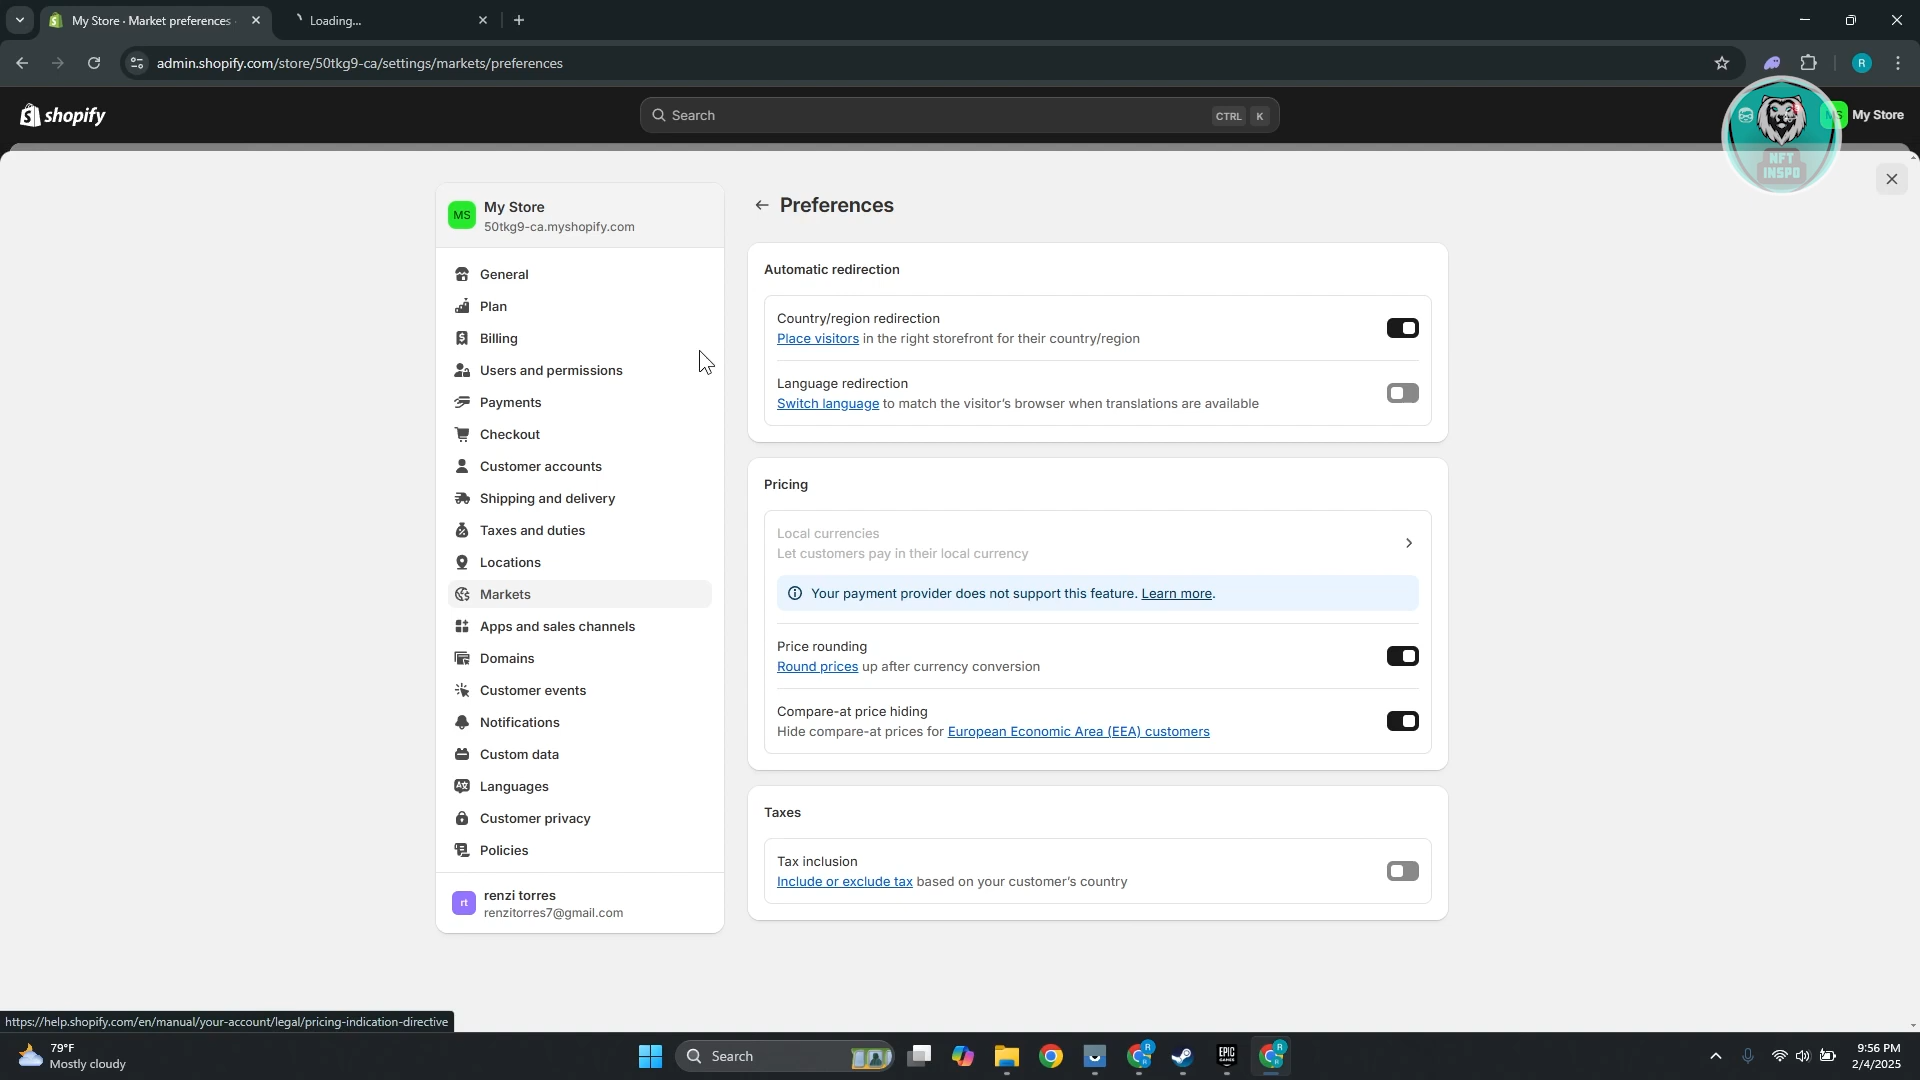 My Store · Market preferences
Loading...
admin.shopify.com/store/50tkg9-ca/settings/markets/preferences
R
shopify
Search
CTRL K
My Store
NFT
INSPO
MS
My Store
50tkg9-ca.myshopify.com
General
Plan
Billing
Users and permissions
Payments
Checkout
Customer accounts
Shipping and delivery
Taxes and duties
Locations
Markets
Apps and sales channels
Domains
Customer events
Notifications
Custom data
Languages
Customer privacy
Policies
rt
renzi torres
renzitorres7@gmail.com
Preferences
Automatic redirection
Country/region redirection
Place visitors in the right storefront for their country/region
Language redirection
Switch language to match the visitor's browser when translations are available
Pricing
Local currencies
Let customers pay in their local currency
Your payment provider does not support this feature. Learn more.
Price rounding
Round prices up after currency conversion
Compare-at price hiding
Hide compare-at prices for European Economic Area (EEA) customers
Taxes
Tax inclusion
Include or exclude tax based on your customer's country
https://help.shopify.com/en/manual/your-account/legal/pricing-indication-directive
79°F
Mostly cloudy
Search
R
EPIC
GAMES
R
9:56 PM
2/4/2025